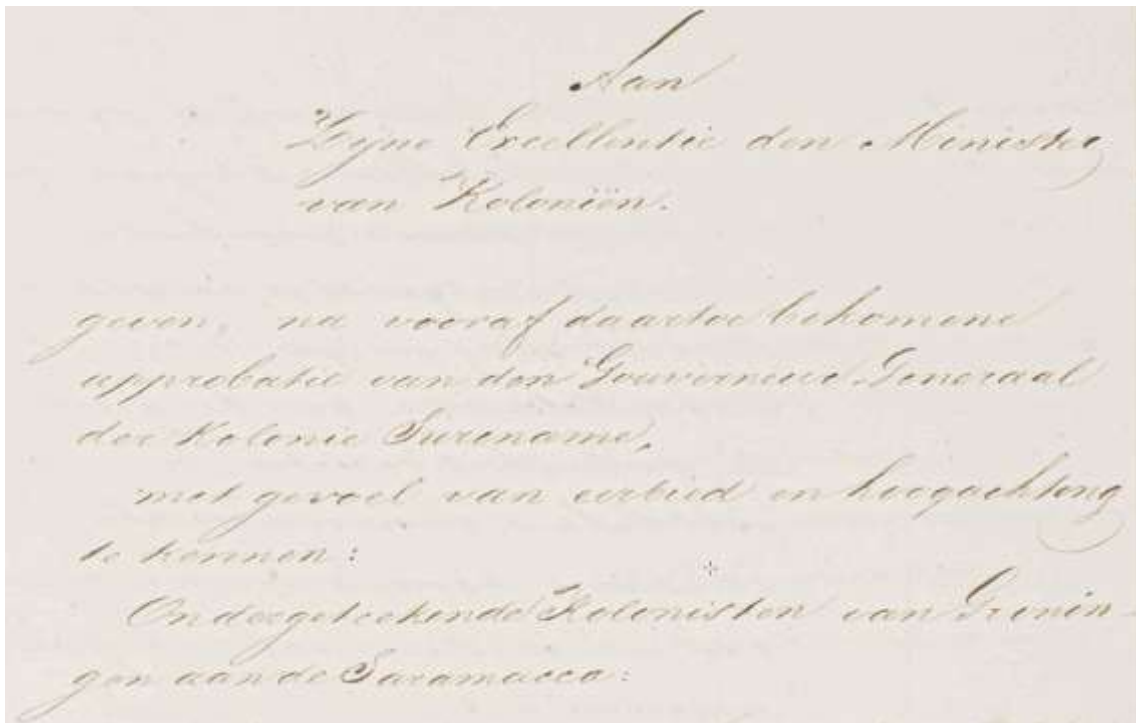 Aan
Zijne Excellentie den Minister
van Koloniën.
geven, na vooraf daartoe bekomene
approbatie van den Gouverneur Generaal
der Kolonie Suriname,
met gevoel van eerbied en hoogachting
te kennen:
Ondergeteekende Kolonisten van Gronin-
gen aan de Saramacca: